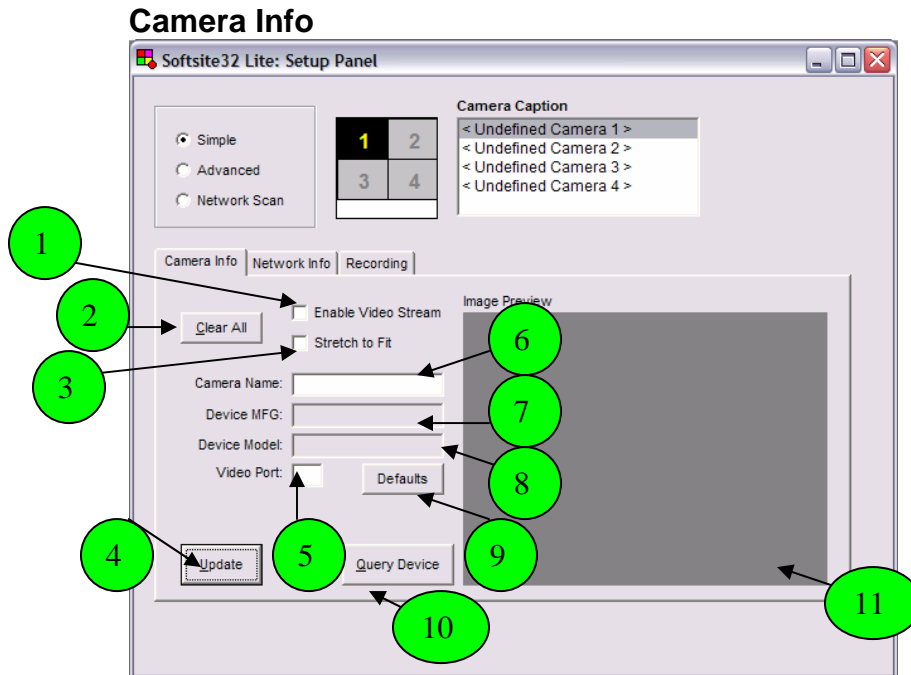 Camera Info
Softsite32 Lite: Setup Panel
Simple
Advanced
Network Scan
1 2
3 4
Camera Caption
< Undefined Camera 1 >
< Undefined Camera 2 >
< Undefined Camera 3 >
< Undefined Camera 4 >
Camera Info Network Info Recording
1
2
3
4
5
6
7
8
9
10
11
Clear All
Enable Video Stream
Stretch to Fit
Camera Name:
Device MFG:
Device Model:
Video Port:
Defaults
Update
Query Device
Image Preview